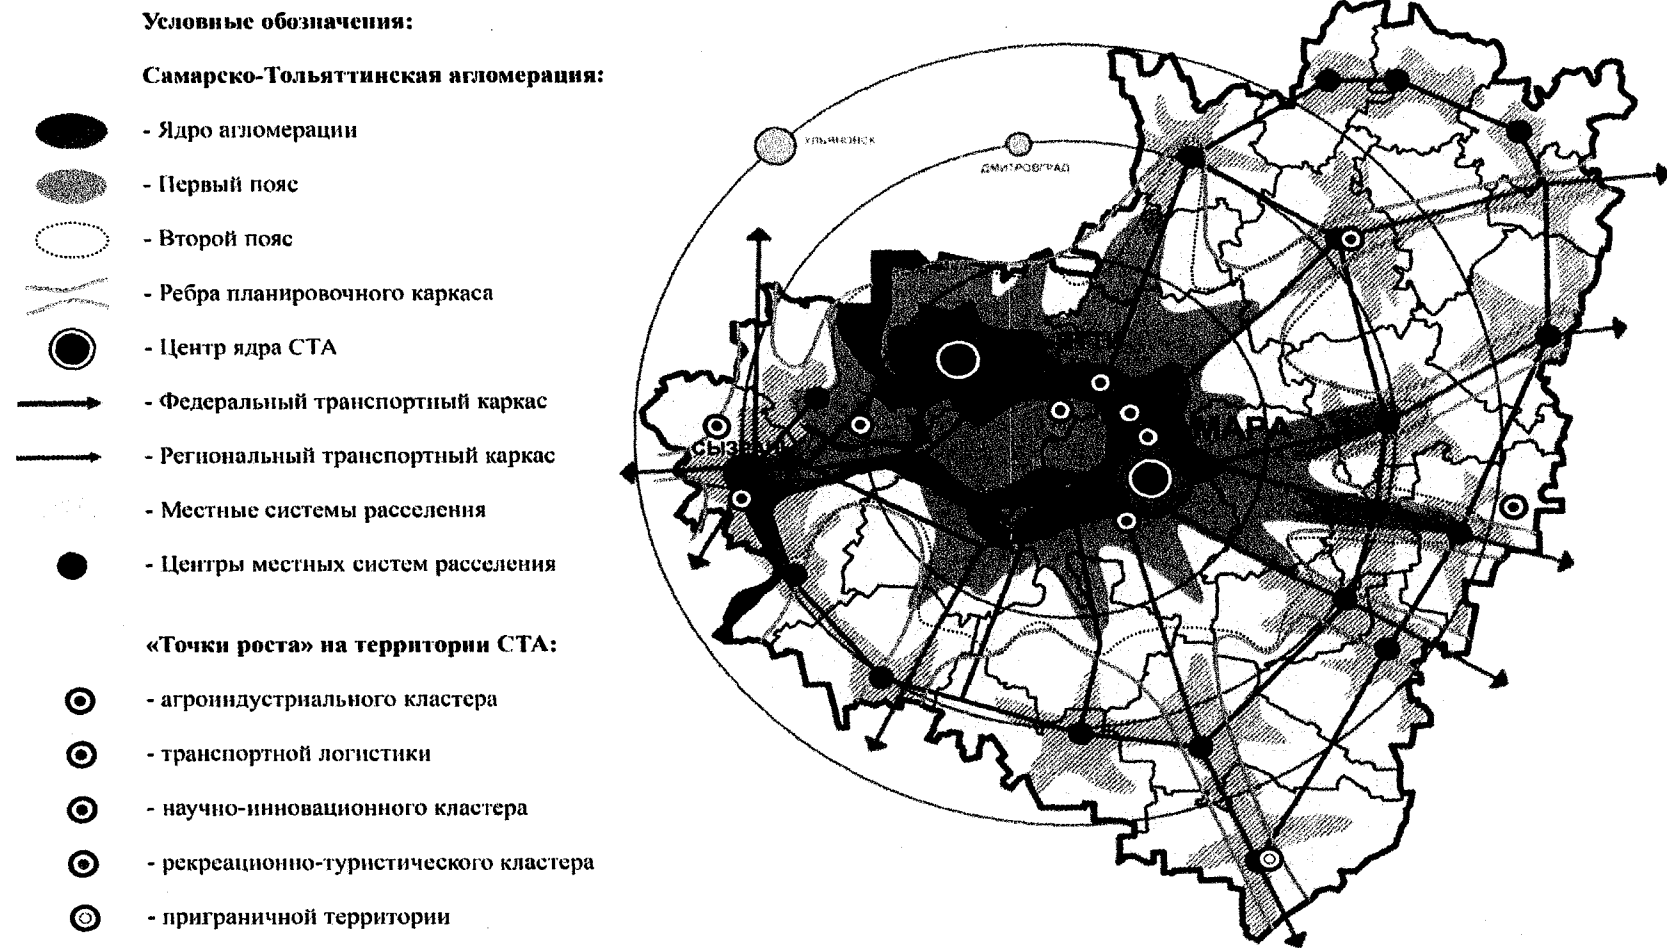 Условные обозначения:
Самарско-Тольяттинская агломерация:
- Ядро агломерации
- Первый пояс
- Второй пояс
- Ребра планировочного каркаса
- Центр ядра СТА
- Федеральный транспортный каркас
- Региональный транспортный каркас
- Местные системы расселения
- Центры местных систем расселения
«Точки роста» на территории СТА:
- агроиндустриального кластера
- транспортной логистики
- научно-инновационного кластера
- рекреационно-туристического кластера
- приграничной территории
УЛЬЯНОВСК
ДМИТРОВГРАД